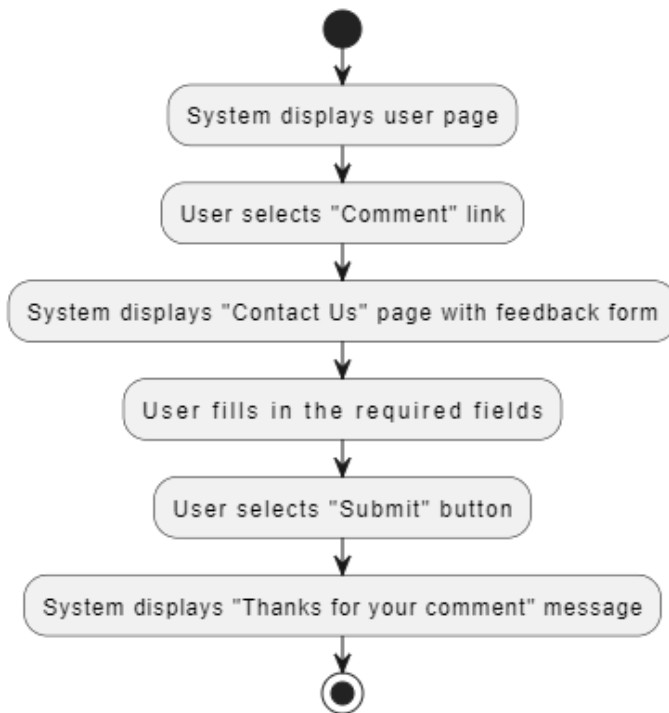 System displays user page
User selects "Comment" link
System displays "Contact Us" page with feedback form
User fills in the required fields
User selects "Submit" button
System displays "Thanks for your comment" message